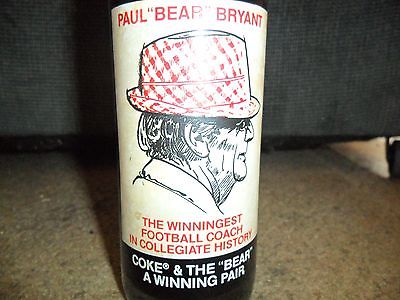 PAUL "BEAR" BRYANT
THE WINNINGEST
FOOTBALL COACH
IN COLLEGIATE HISTORY
COKE® & THE "BEAR"
A WINNING PAIR